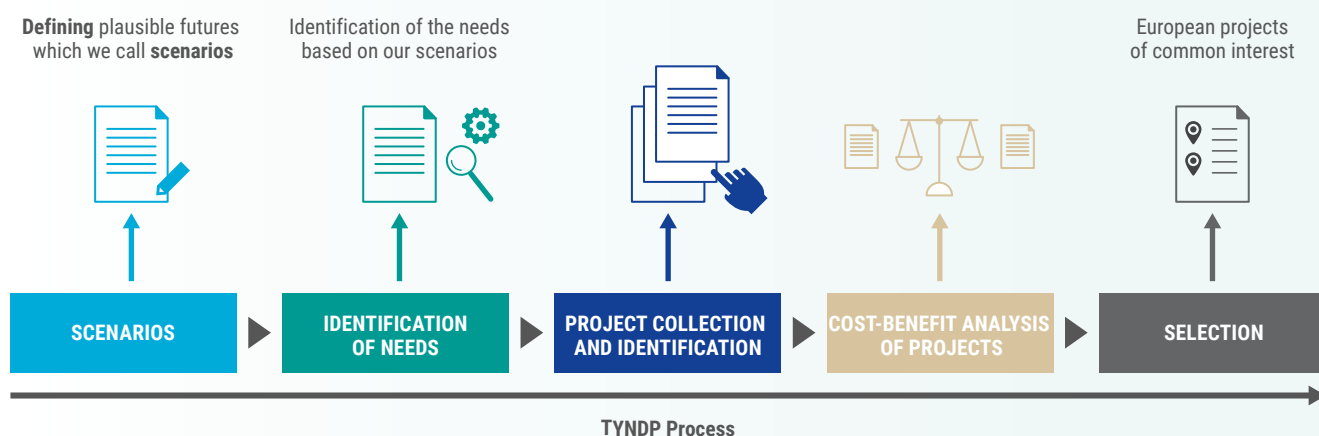 Defining plausible futures
which we call scenarios
Identification of the needs
based on our scenarios
European projects
of common interest
SCENARIOS
IDENTIFICATION
OF NEEDS
PROJECT COLLECTION
AND IDENTIFICATION
COST-BENEFIT ANALYSIS
OF PROJECTS
SELECTION
TYNDP Process